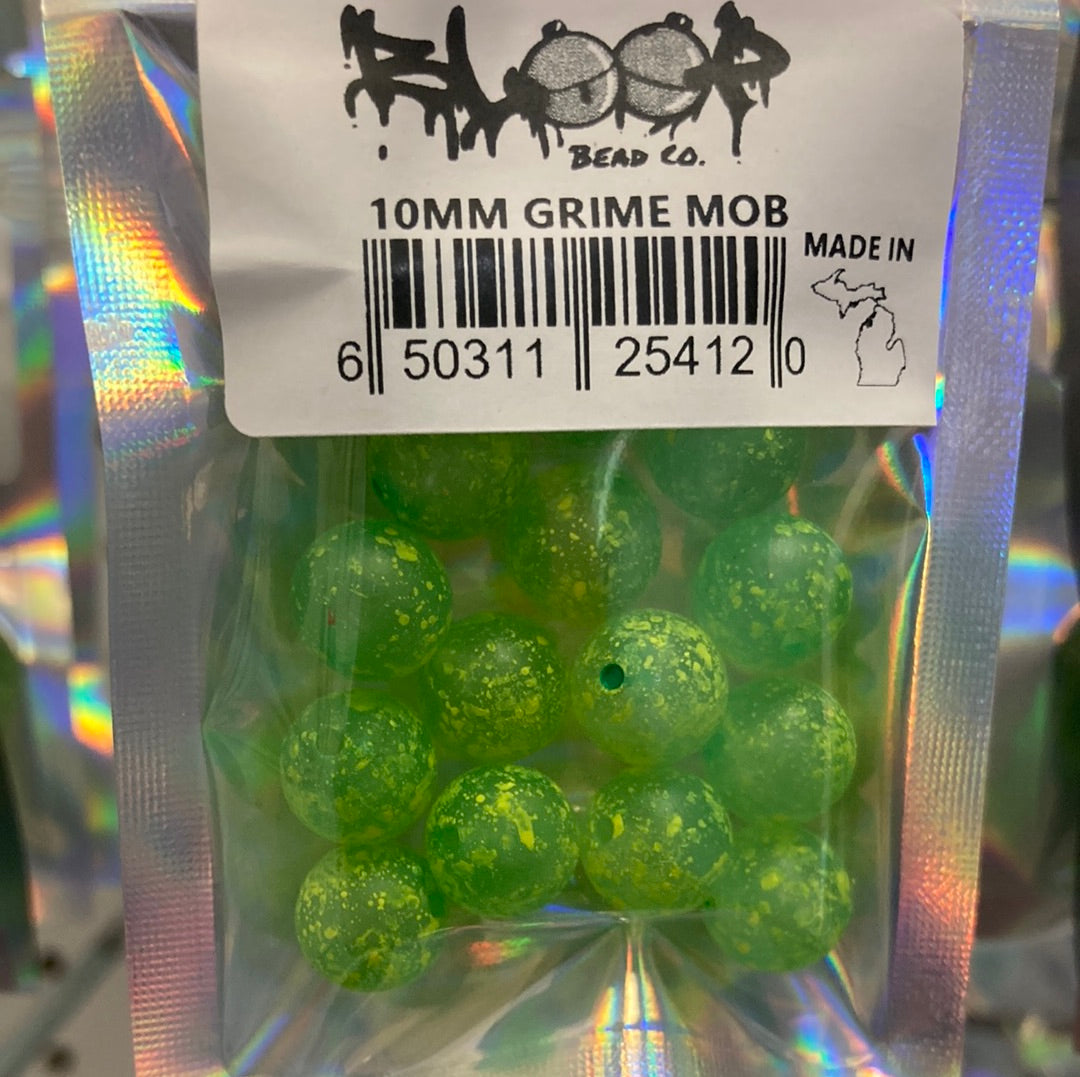 BLOOP
BEAD CO.
10MM GRIME MOB
MADE IN
6 50311 25412 0